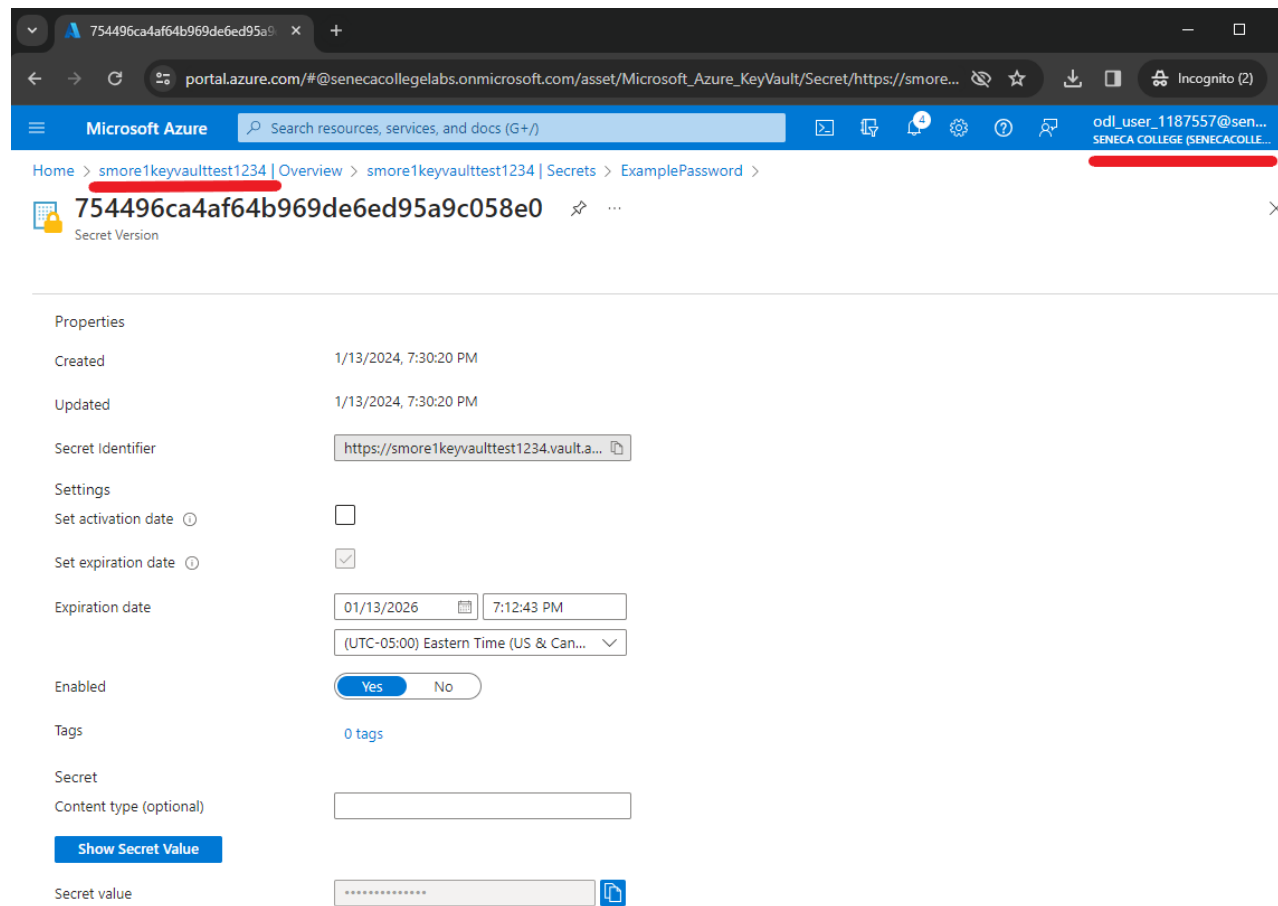 754496ca4af64b969de6ed95a9
portal.azure.com/#@senecacollegelabs.onmicrosoft.com/asset/Microsoft_Azure_KeyVault/Secret/https://smore... Incognito (2)
Microsoft Azure Search resources, services, and docs (G+/) 4 odl_user_1187557@sen...
SENECA COLLEGE (SENECACOLLE...
Home > smore1keyvaulttest1234 | Overview > smore1keyvaulttest1234 | Secrets > ExamplePassword >
754496ca4af64b969de6ed95a9c058e0 ...
Secret Version
Properties
Created 1/13/2024, 7:30:20 PM
Updated 1/13/2024, 7:30:20 PM
Secret Identifier https://smore1keyvaulttest1234.vault.a...
Settings
Set activation date
Set expiration date
Expiration date 01/13/2026 7:12:43 PM
(UTC-05:00) Eastern Time (US & Can...
Enabled Yes No
Tags 0 tags
Secret
Content type (optional)
Show Secret Value
Secret value ••••••••••••••